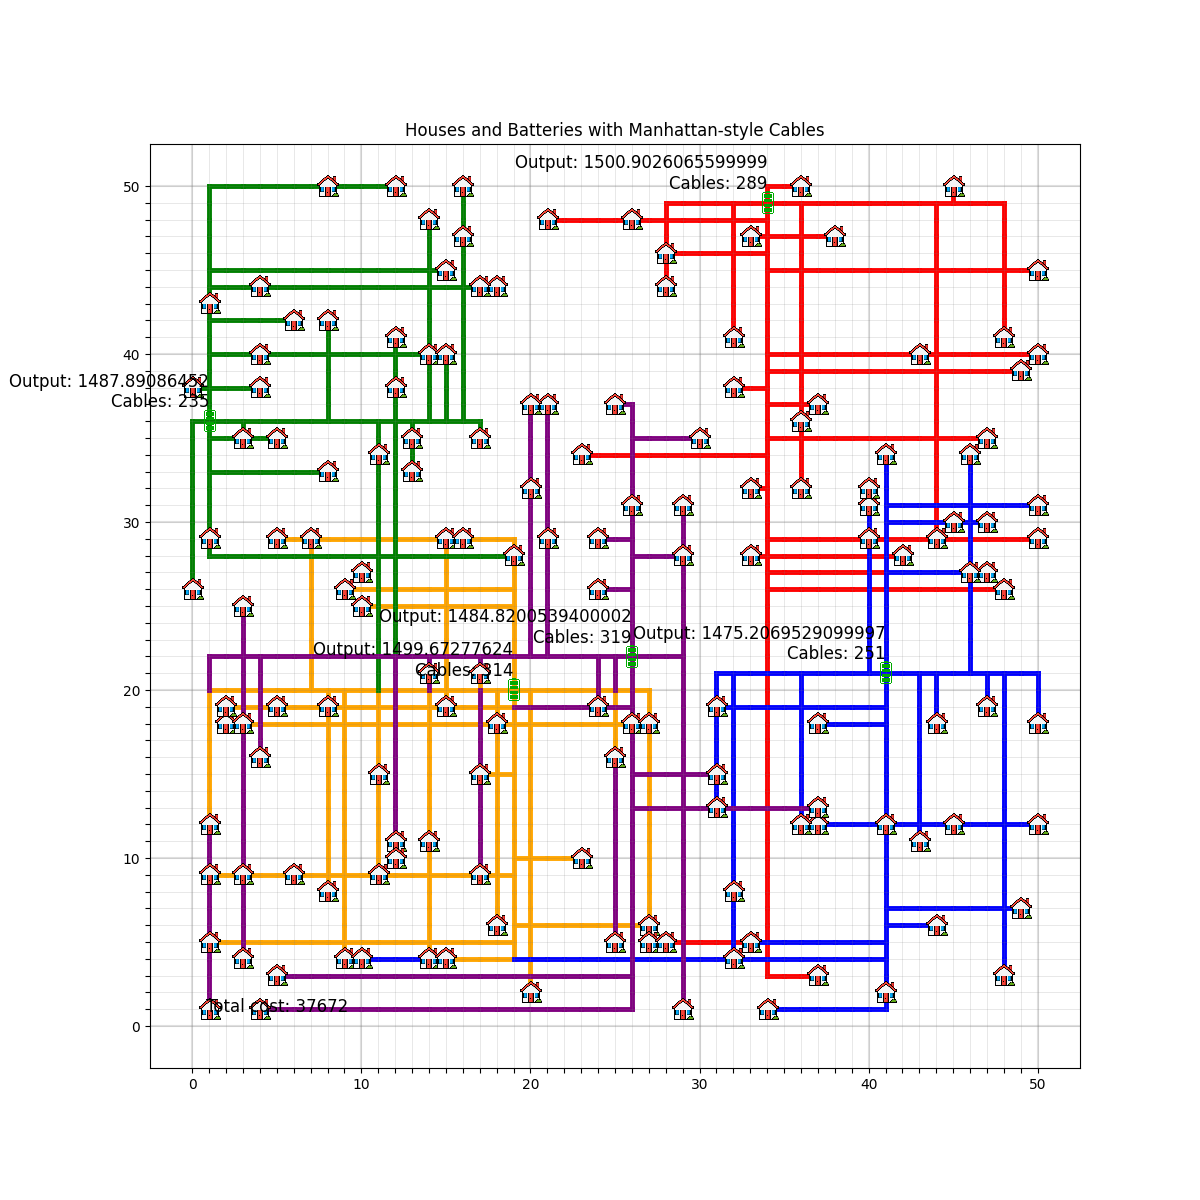 Houses and Batteries with Manhattan-style Cables
Output: 1500.9026065599999
Cables: 289
50
40
Output: 1487.89086452
Cables: 235
30
Output: 1484.8200539400002
Cables: 319
Output: 1475.2069529099997
Cables: 251
Output: 1499.67277624
Cables: 314
20
10
Total cost: 37672
0
0 10 20 30 40 50